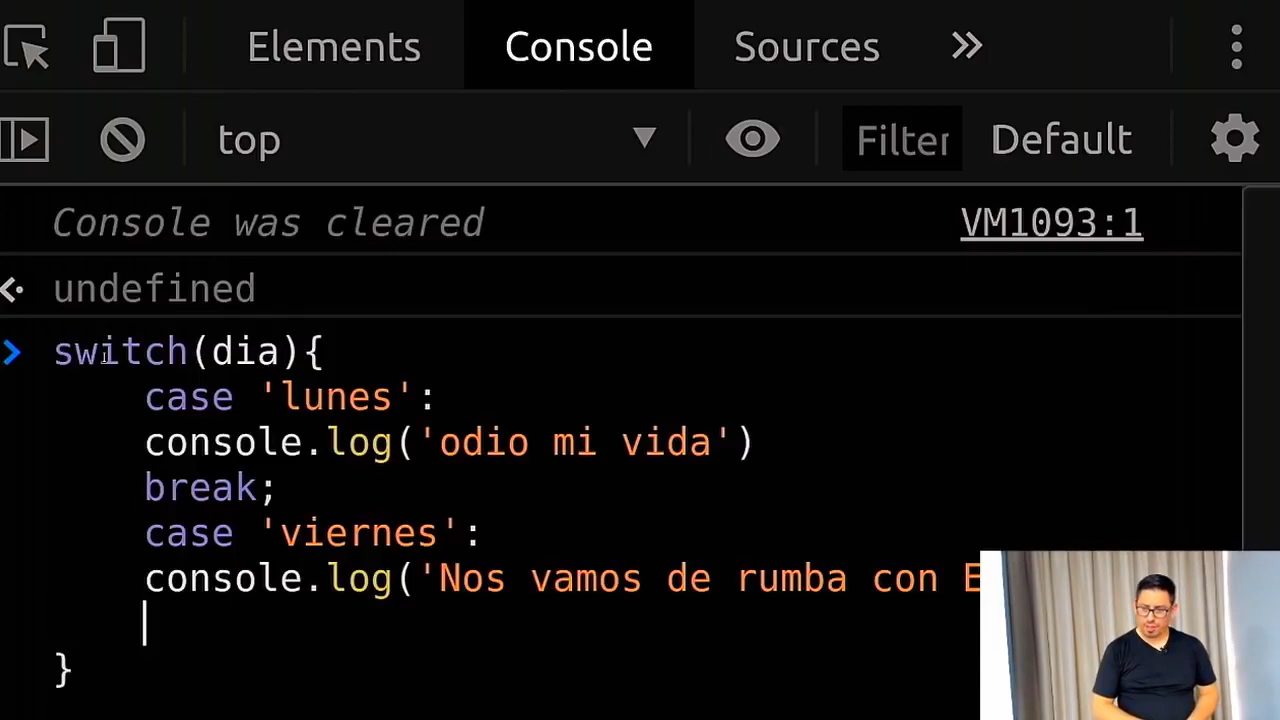 Elements Console Sources
top Filter Default
Console was cleared VM1093:1
undefined
switch(dia){
case 'lunes':
console.log('odio mi vida')
break;
case 'viernes':
console.log('Nos vamos de rumba con
}